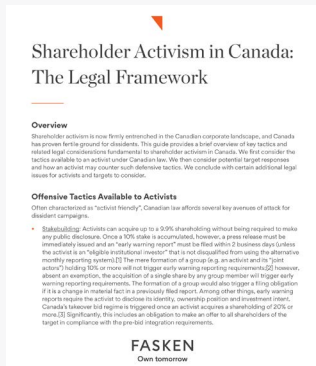 Shareholder Activism in Canada:
The Legal Framework
Overview
Shareholder activism is now firmly entrenched in the Canadian corporate landscape, and Canada
has proven fertile ground for dissidents. This guide provides a brief overview of key tactics and
related legal considerations fundamental to shareholder activism in Canada. We first consider the
tactics available to an activist under Canadian law. We then consider potential target responses
and how an activist may counter such defensive tactics. We conclude with certain additional legal
issues for activists and targets to consider.
Offensive Tactics Available to Activists
Often characterized as "activist friendly", Canadian law affords several key avenues of attack for
dissident campaigns.
• Stakebuilding: Activists can acquire up to a 9.9% shareholding without being required to make
any public disclosure. Once a 10% stake is accumulated, however, a press release must be
immediately issued and an "early warning report" must be filed within 2 business days (unless
the activist is an "eligible institutional investor" that is not disqualified from using the alternative
monthly reporting system).[1] The mere formation of a group (e.g. an activist and its "joint
actors") holding 10% or more will not trigger early warning reporting requirements;[2] however,
absent an exemption, the acquisition of a single share by any group member will trigger early
warning reporting requirements. The formation of a group would also trigger a filing obligation
if it is a change in material fact in a previously filed report. Among other things, early warning
reports require the activist to disclose its identity, ownership position and investment intent.
Canada's takeover bid regime is triggered once an activist acquires a shareholding of 20% or
more.[3] Significantly, this includes an obligation to make an offer to all shareholders of the
target in compliance with the pre-bid integration requirements.
FASKEN
Own tomorrow